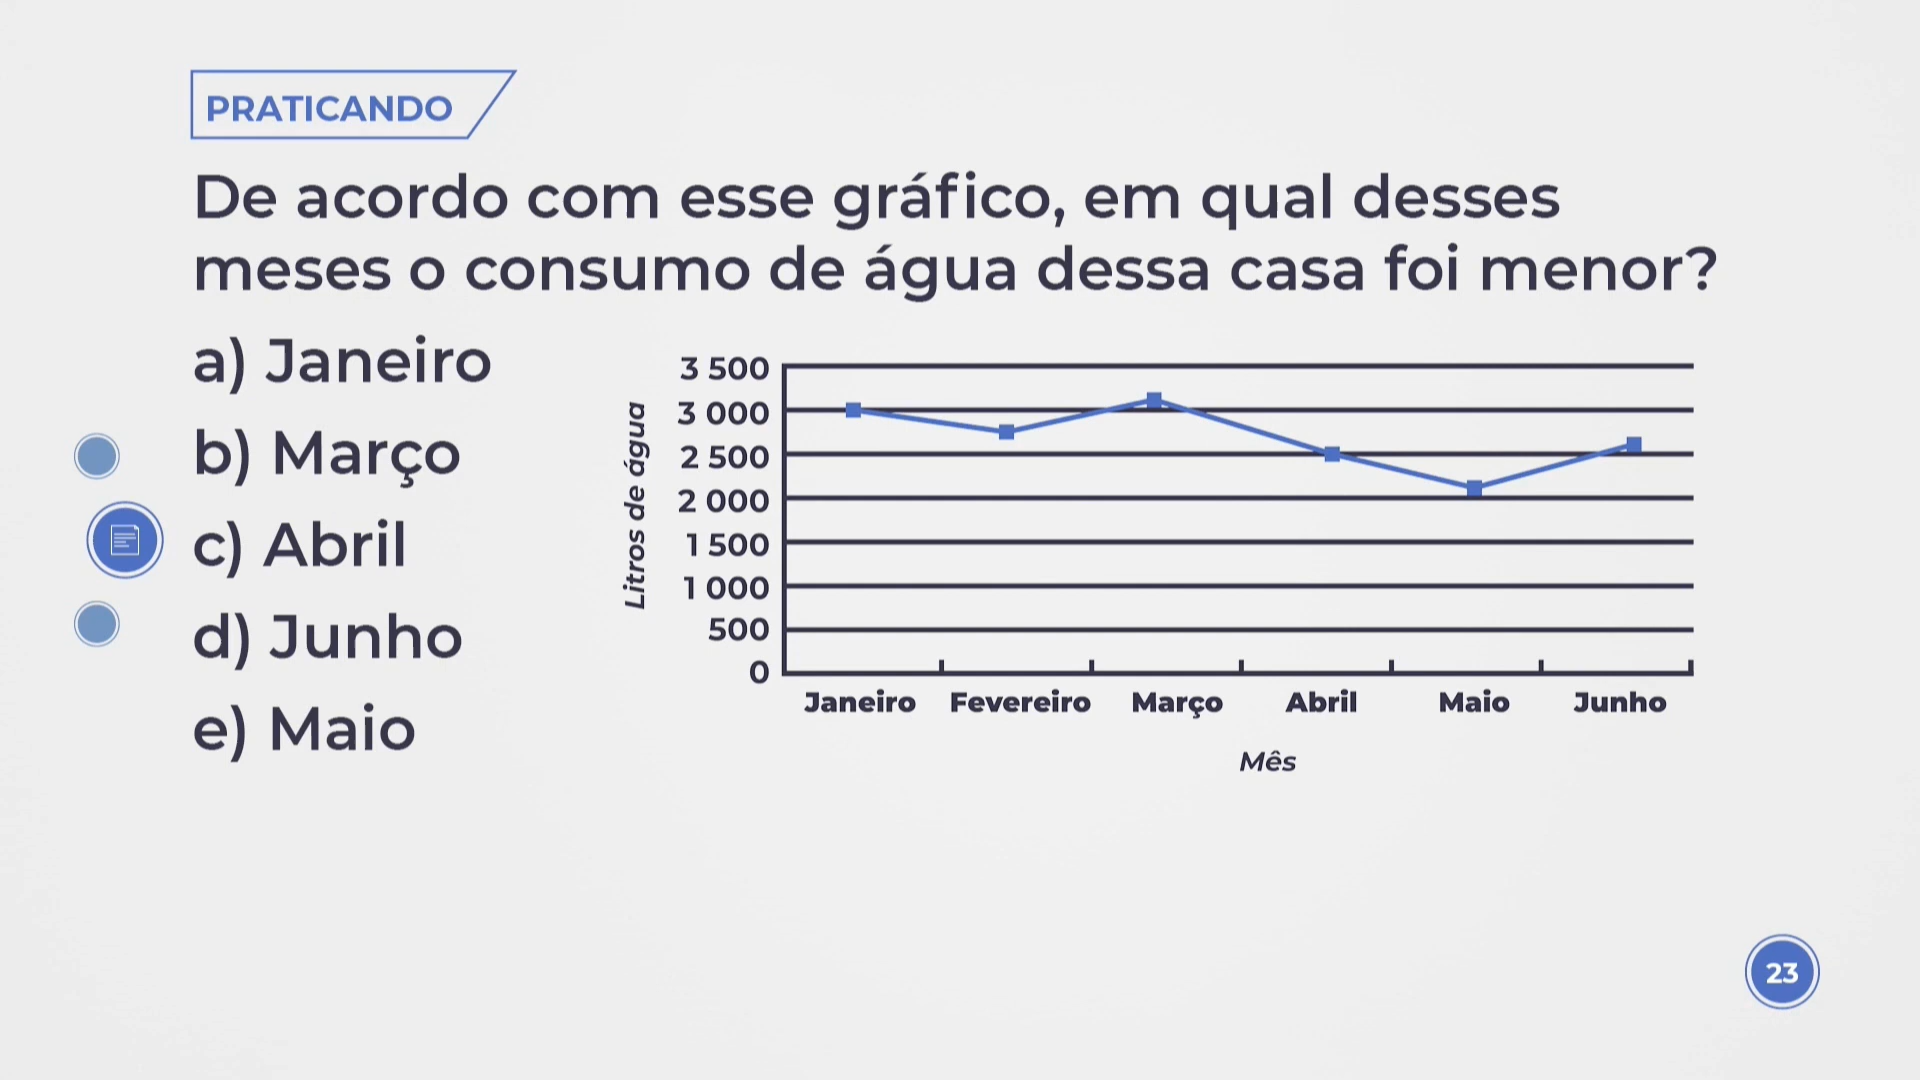 PRATICANDO
De acordo com esse gráfico, em qual desses
meses o consumo de água dessa casa foi menor?
a) Janeiro
b) Março
c) Abril
d) Junho
e) Maio
Litros de água
3 500
3 000
2 500
2 000
1 500
1 000
500
0
Janeiro Fevereiro Março Abril Maio Junho
Mês
23